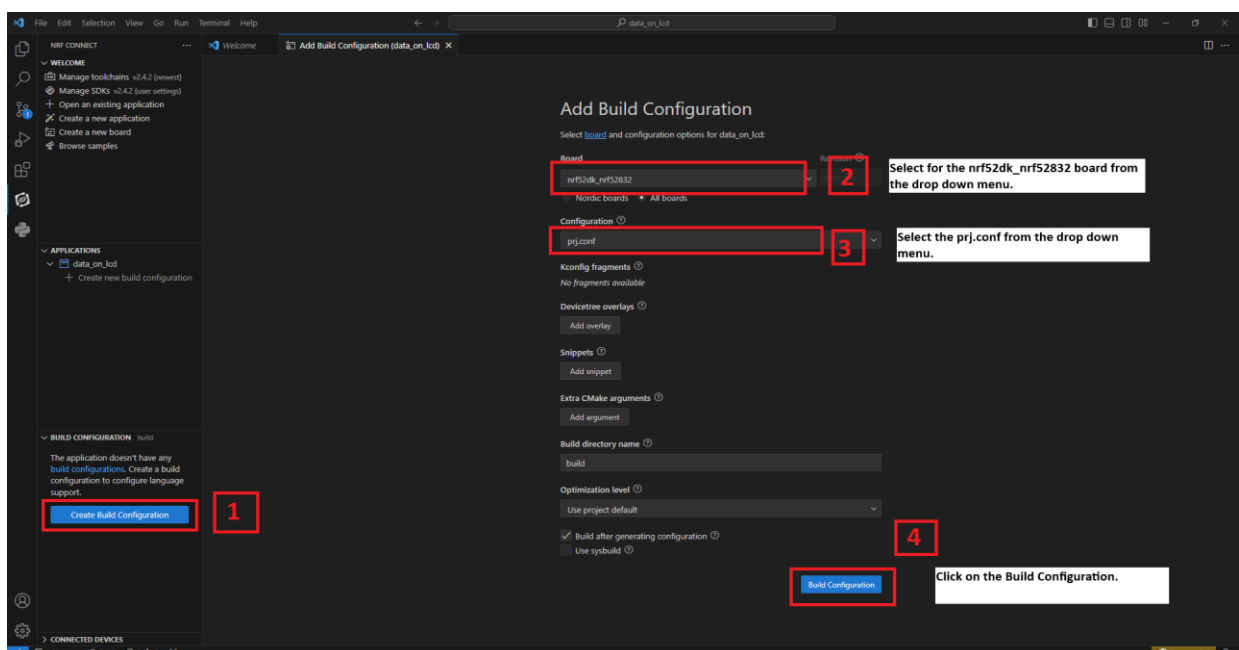 File Edit Selection View Go Run Terminal Help
data_on_lcd
NRF CONNECT
Welcome
Add Build Configuration (data_on_lcd)
WELCOME
Manage toolchains v2.4.2 (newest)
Manage SDKs v2.4.2 (user settings)
Open an existing application
Create a new application
Create a new board
Browse samples
APPLICATIONS
data_on_lcd
Create new build configuration
BUILD CONFIGURATION build
The application doesn't have any
build configurations. Create a build
configuration to configure language
support.
Create Build Configuration
1
CONNECTED DEVICES
Add Build Configuration
Select board and configuration options for data_on_lcd:
Board
Revision
nrf52dk_nrf52832
2
Select for the nrf52dk_nrf52832 board from
the drop down menu.
Nordic boards All boards
Configuration
prj.conf
3
Select the prj.conf from the drop down
menu.
Kconfig fragments
No fragments available
Devicetree overlays
Add overlay
Snippets
Add snippet
Extra CMake arguments
Add argument
Build directory name
build
Optimization level
Use project default
Build after generating configuration
Use sysbuild
4
Build Configuration
Click on the Build Configuration.